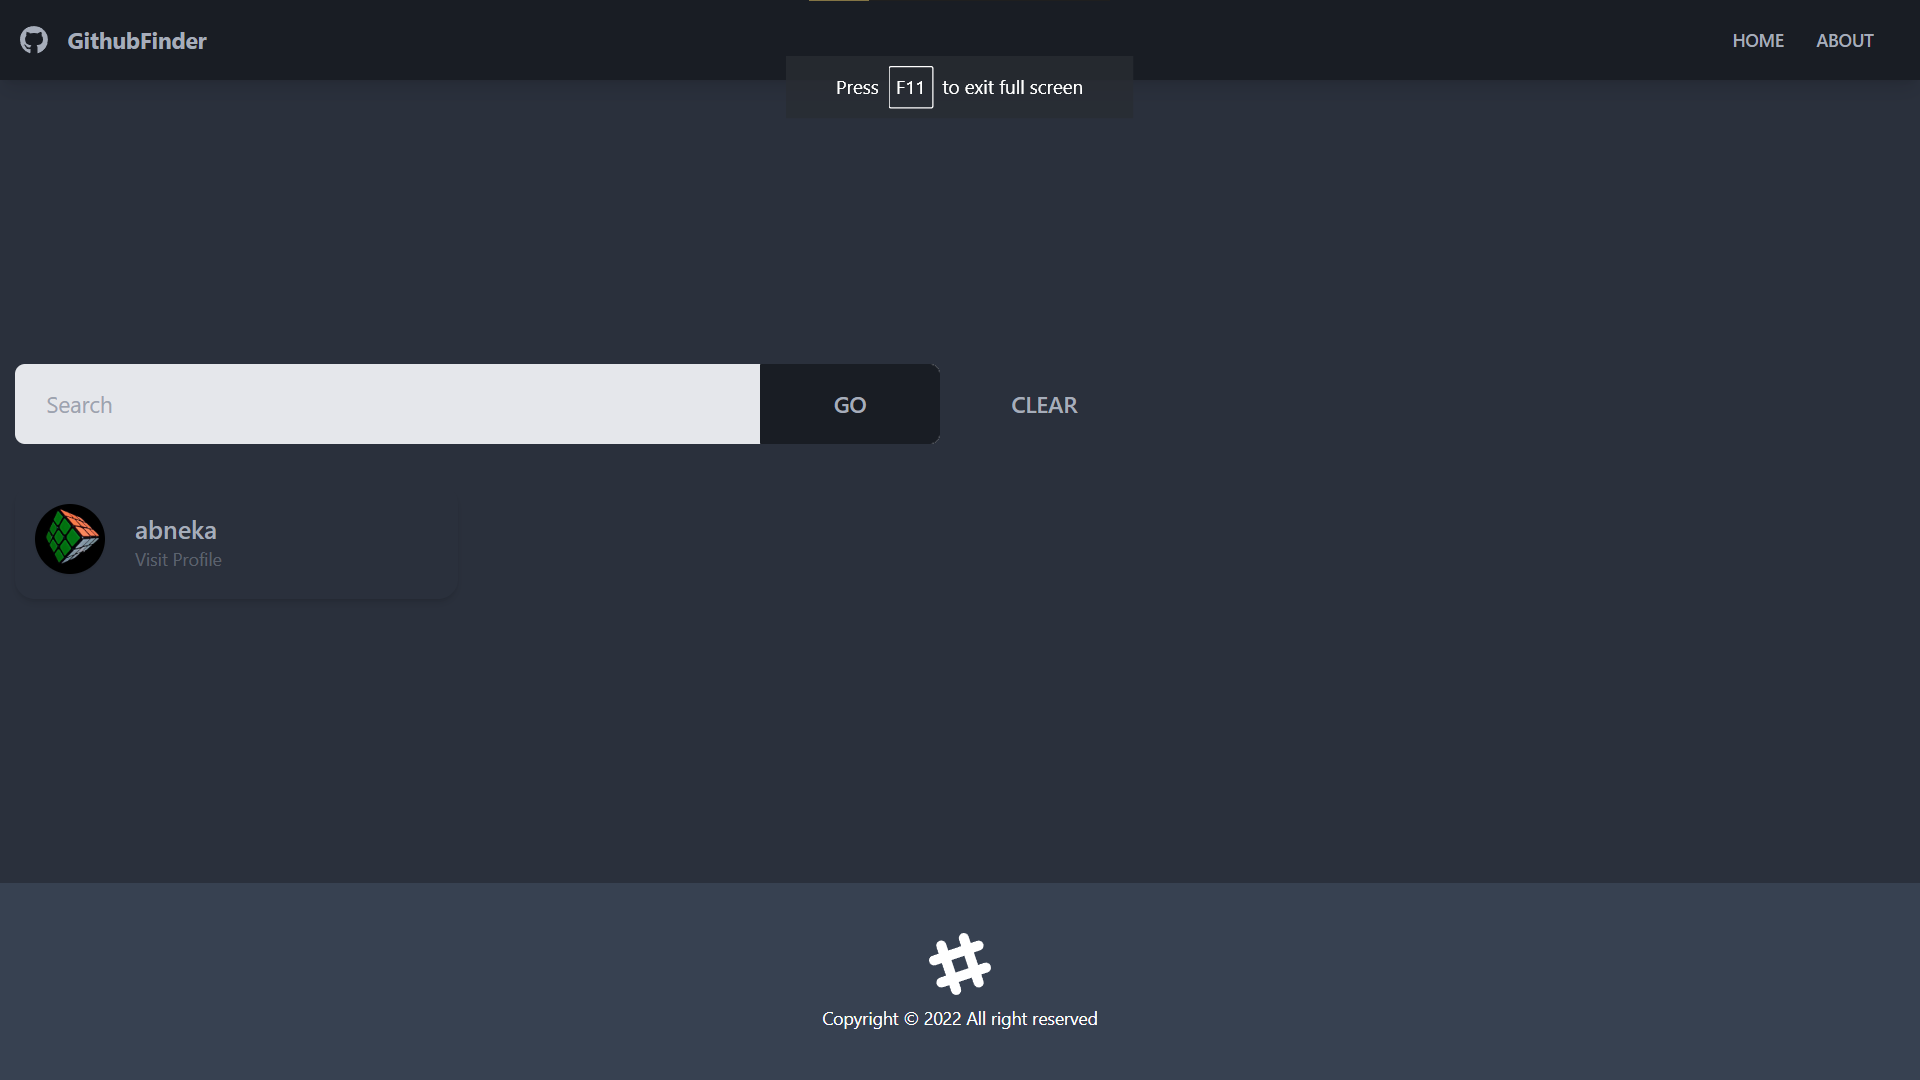 GithubFinder
HOME
ABOUT
Press F11 to exit full screen
Search
GO
CLEAR
abneka
Visit Profile
Copyright © 2022 All right reserved